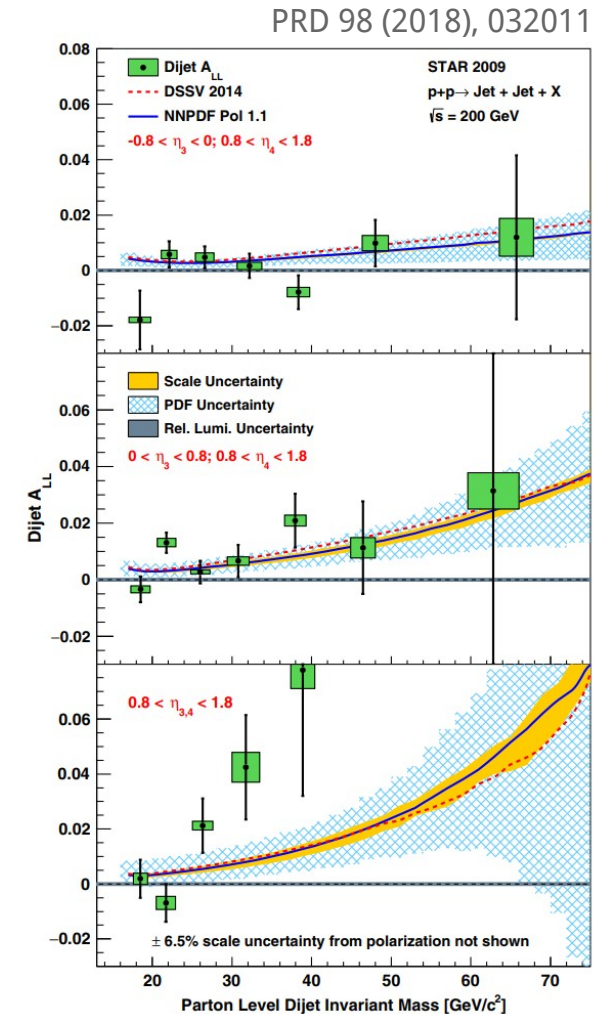 PRD 98 (2018), 032011
0.08
Dijet A_LL
STAR 2009
DSSV 2014
p+p→ Jet + Jet + X
NNPDF Pol 1.1
√s = 200 GeV
0.06
-0.8 < η_3 < 0; 0.8 < η_4 < 1.8
0.04
0.02
0
−0.02
Scale Uncertainty
PDF Uncertainty
Rel. Lumi. Uncertainty
0.06
0 < η_3 < 0.8; 0.8 < η_4 < 1.8
0.04
0.02
0
−0.02
Dijet A_LL
0.8 < η_3,4 < 1.8
0.06
0.04
0.02
0
−0.02
± 6.5% scale uncertainty from polarization not shown
20 30 40 50 60 70
Parton Level Dijet Invariant Mass [GeV/c²]